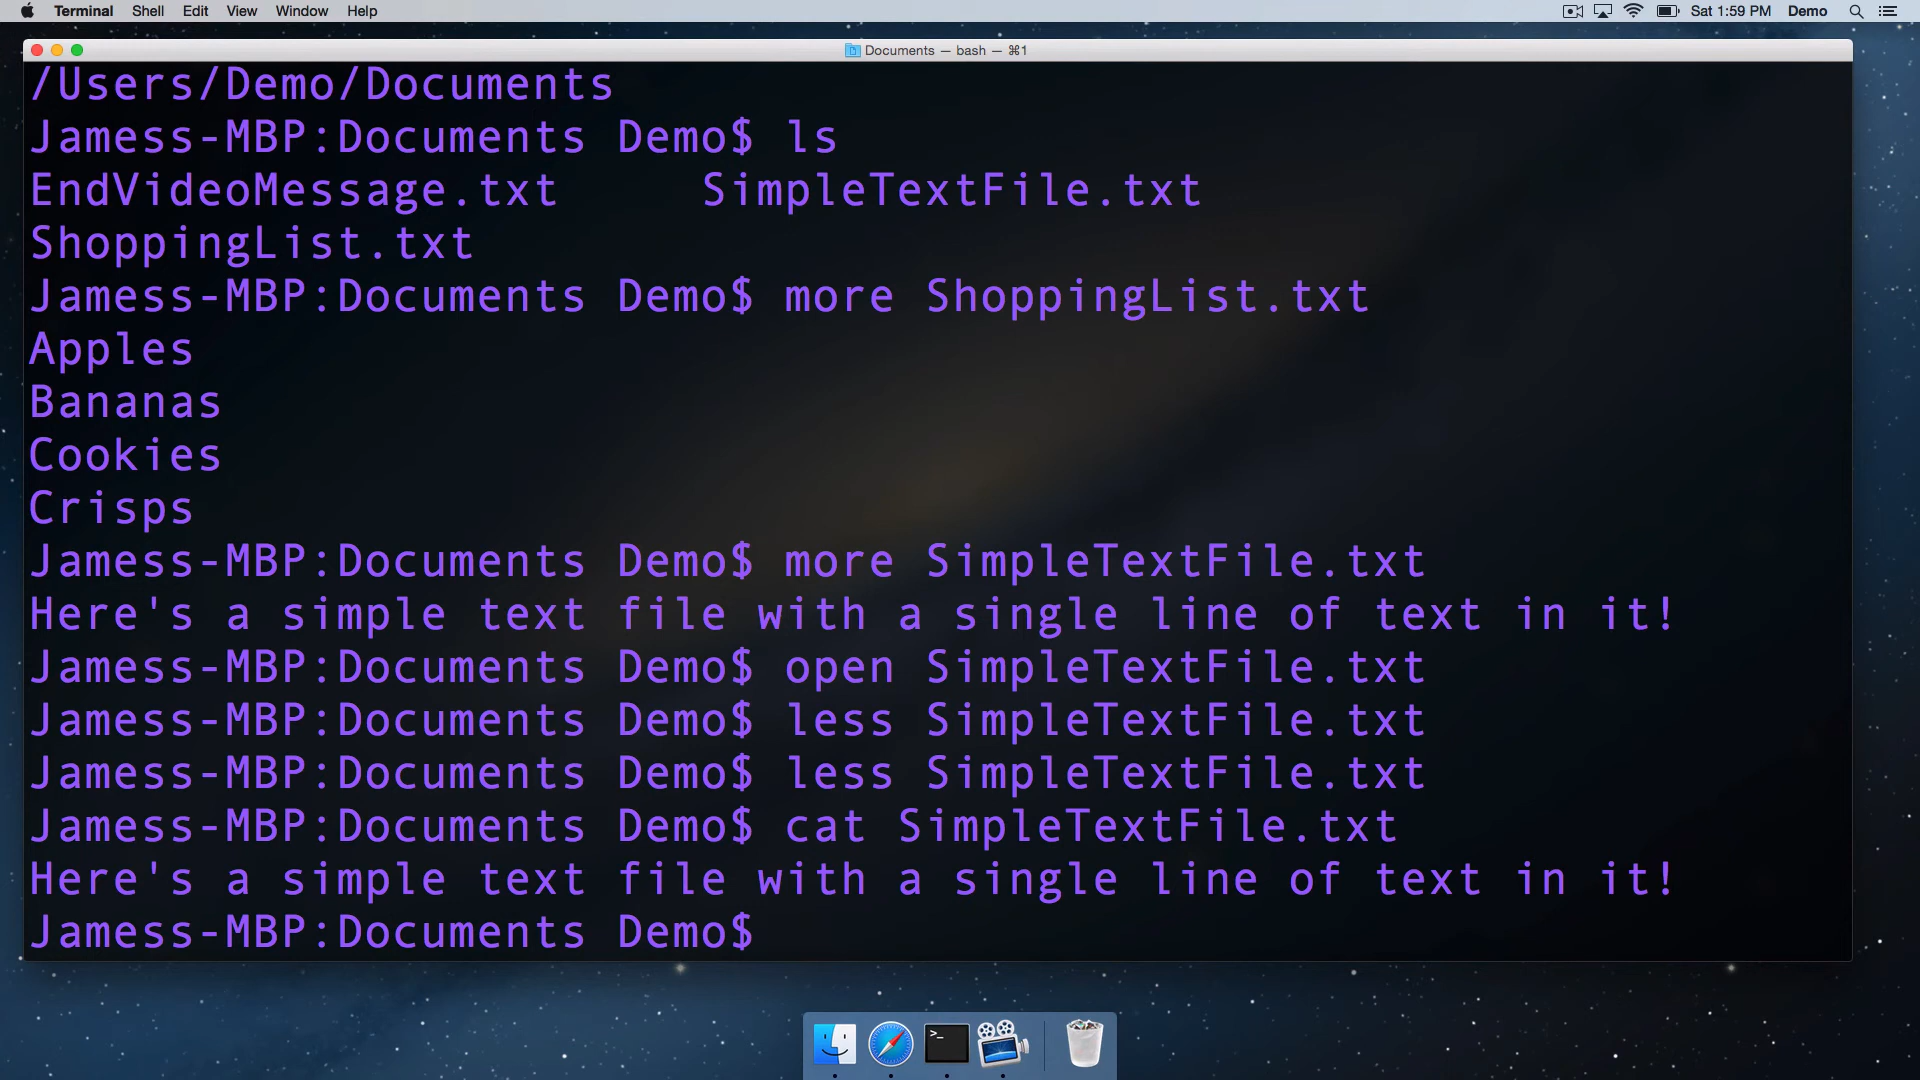 Terminal Shell Edit View Window Help Sat 1:59 PM Demo
Documents — bash — ⌘1
/Users/Demo/Documents
Jamess-MBP:Documents Demo$ ls
EndVideoMessage.txt SimpleTextFile.txt
ShoppingList.txt
Jamess-MBP:Documents Demo$ more ShoppingList.txt
Apples
Bananas
Cookies
Crisps
Jamess-MBP:Documents Demo$ more SimpleTextFile.txt
Here's a simple text file with a single line of text in it!
Jamess-MBP:Documents Demo$ open SimpleTextFile.txt
Jamess-MBP:Documents Demo$ less SimpleTextFile.txt
Jamess-MBP:Documents Demo$ less SimpleTextFile.txt
Jamess-MBP:Documents Demo$ cat SimpleTextFile.txt
Here's a simple text file with a single line of text in it!
Jamess-MBP:Documents Demo$
>_